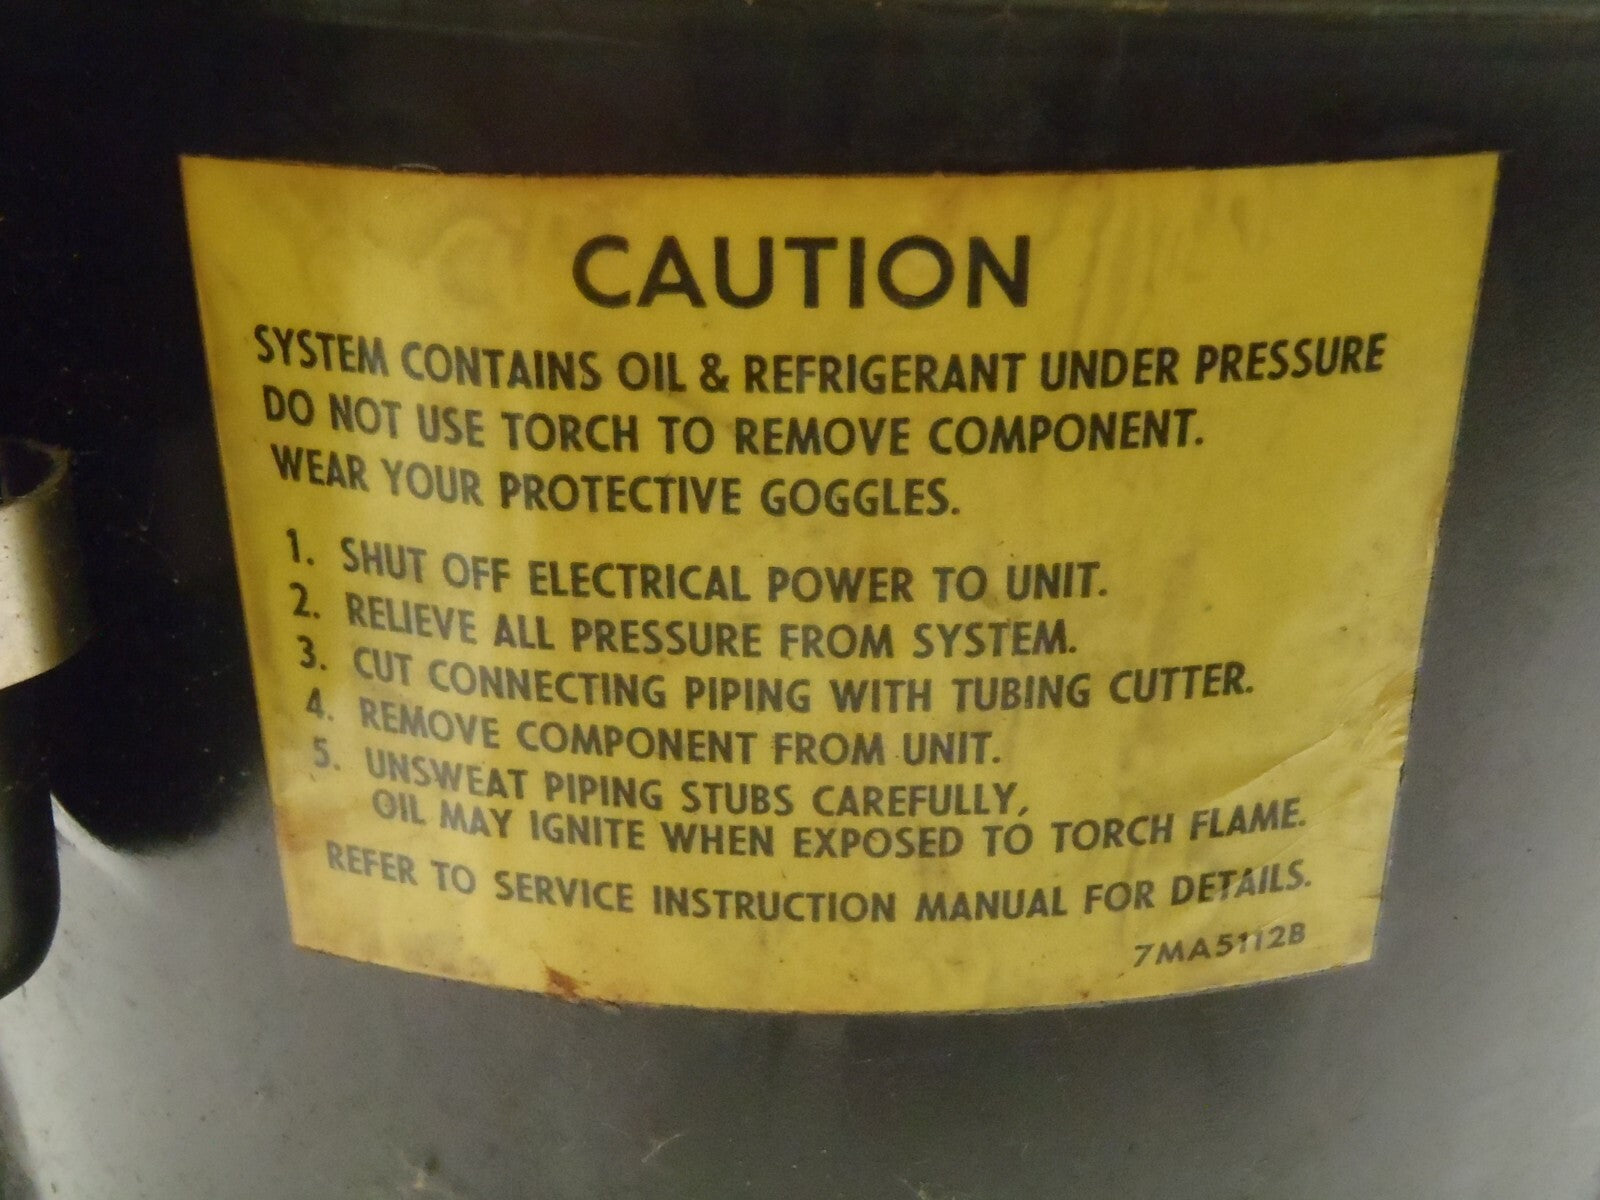 CAUTION
SYSTEM CONTAINS OIL & REFRIGERANT UNDER PRESSURE
DO NOT USE TORCH TO REMOVE COMPONENT.
WEAR YOUR PROTECTIVE GOGGLES.
1. SHUT OFF ELECTRICAL POWER TO UNIT.
2. RELIEVE ALL PRESSURE FROM SYSTEM.
3. CUT CONNECTING PIPING WITH TUBING CUTTER.
4. REMOVE COMPONENT FROM UNIT.
5. UNSWEAT PIPING STUBS CAREFULLY,
OIL MAY IGNITE WHEN EXPOSED TO TORCH FLAME.
REFER TO SERVICE INSTRUCTION MANUAL FOR DETAILS.
7MA5112B